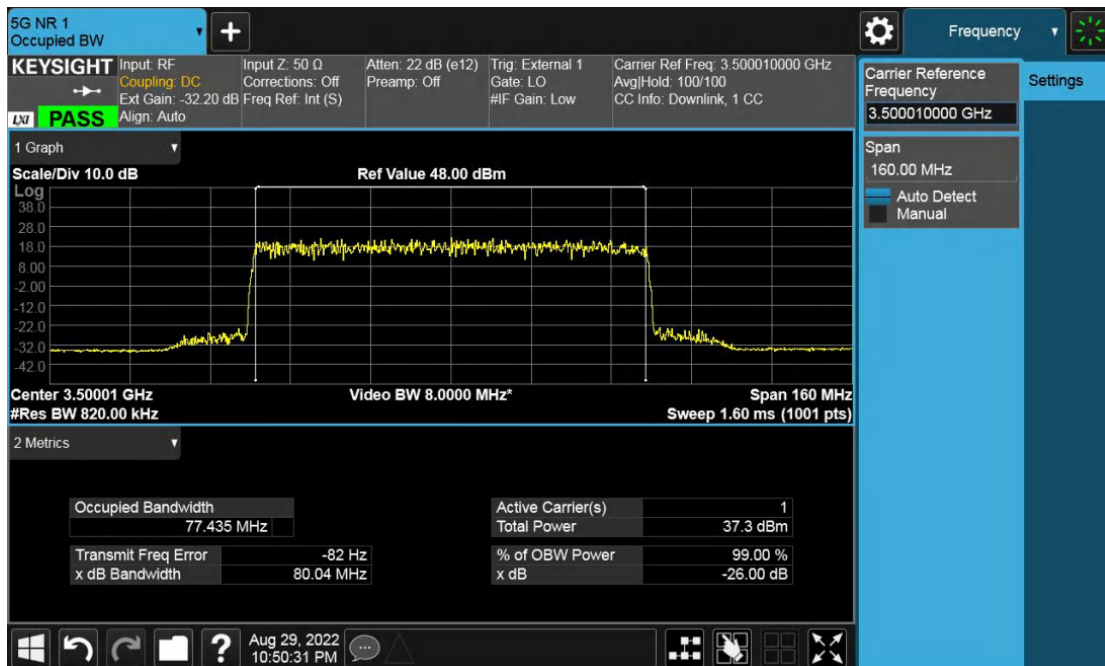 5G NR 1
Occupied BW
+
Frequency
KEYSIGHT
LXI PASS
Input: RF
Coupling: DC
Ext Gain: -32.20 dB
Align: Auto
Input Z: 50 Ω
Corrections: Off
Freq Ref: Int (S)
Atten: 22 dB (e12)
Preamp: Off
Trig: External 1
Gate: LO
#IF Gain: Low
Carrier Ref Freq: 3.500010000 GHz
Avg|Hold: 100/100
CC Info: Downlink, 1 CC
Carrier Reference
Frequency
3.500010000 GHz
Span
160.00 MHz
Auto Detect
Manual
Settings
1 Graph
Scale/Div 10.0 dB Ref Value 48.00 dBm
Log
38.0
28.0
18.0
8.00
-2.00
-12.0
-22.0
-32.0
-42.0
Center 3.50001 GHz Video BW 8.0000 MHz* Span 160 MHz
#Res BW 820.00 kHz Sweep 1.60 ms (1001 pts)
2 Metrics
Occupied Bandwidth
77.435 MHz
Transmit Freq Error -82 Hz
x dB Bandwidth 80.04 MHz
Active Carrier(s) 1
Total Power 37.3 dBm
% of OBW Power 99.00 %
x dB -26.00 dB
?
Aug 29, 2022
10:50:31 PM